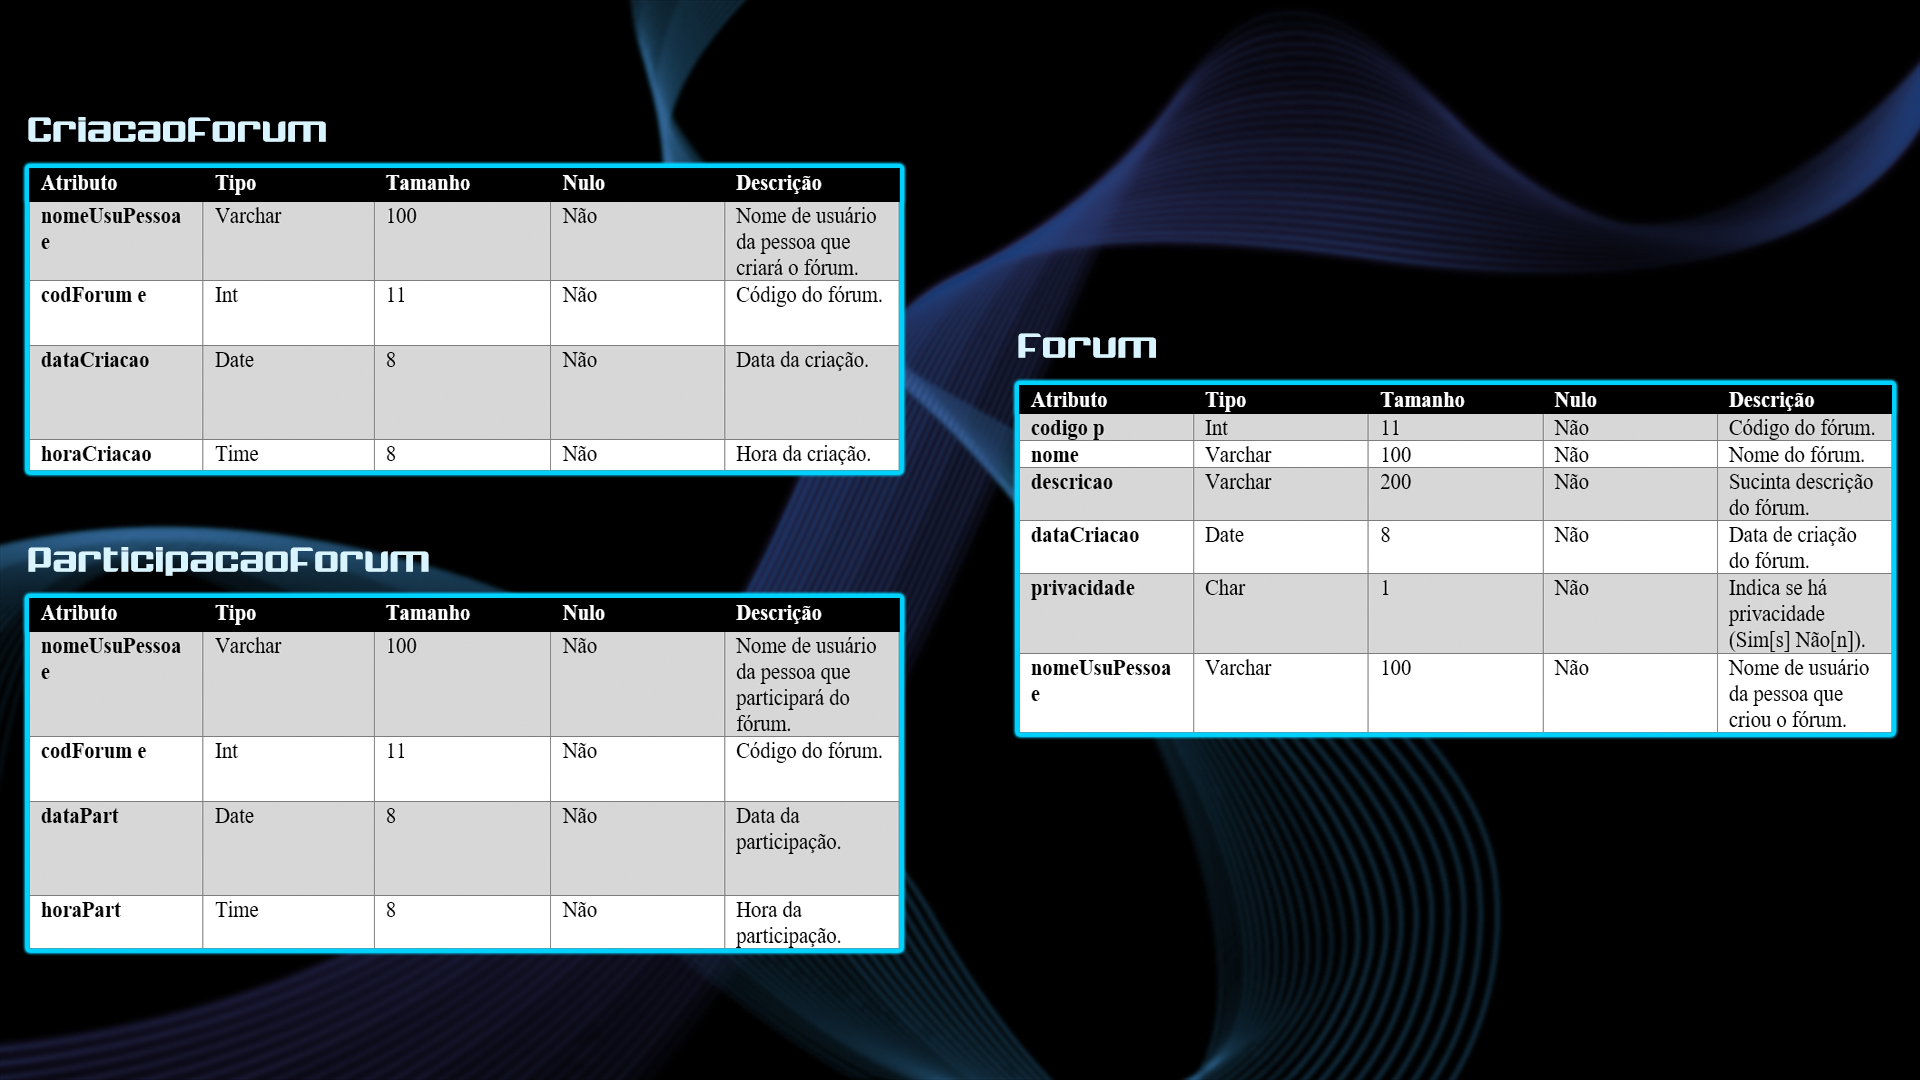 CriacaoForum
Atributo Tipo Tamanho Nulo Descrição
nomeUsuPessoa Varchar 100 Não Nome de usuário
e da pessoa que
criará o fórum.
codForum e Int 11 Não Código do fórum.
dataCriacao Date 8 Não Data da criação.
horaCriacao Time 8 Não Hora da criação.
ParticipacaoForum
Atributo Tipo Tamanho Nulo Descrição
nomeUsuPessoa Varchar 100 Não Nome de usuário
e da pessoa que
participará do
fórum.
codForum e Int 11 Não Código do fórum.
dataPart Date 8 Não Data da
participação.
horaPart Time 8 Não Hora da
participação.
Forum
Atributo Tipo Tamanho Nulo Descrição
codigo p Int 11 Não Código do fórum.
nome Varchar 100 Não Nome do fórum.
descricao Varchar 200 Não Sucinta descrição
do fórum.
dataCriacao Date 8 Não Data de criação
do fórum.
privacidade Char 1 Não Indica se há
privacidade
(Sim[s] Não[n]).
nomeUsuPessoa Varchar 100 Não Nome de usuário
e da pessoa que
criou o fórum.